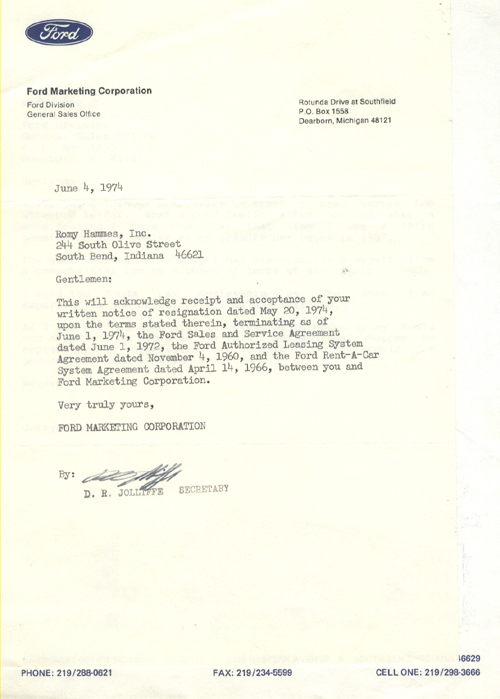 Ford
Ford Marketing Corporation
Ford Division
General Sales Office
Rotunda Drive at Southfield
P.O. Box 1558
Dearborn, Michigan 48121
June 4, 1974
Romy Hammes, Inc.
244 South Olive Street
South Bend, Indiana 46621
Gentlemen:
This will acknowledge receipt and acceptance of your
written notice of resignation dated May 20, 1974,
upon the terms stated therein, terminating as of
June 1, 1974, the Ford Sales and Service Agreement
dated June 1, 1972, the Ford Authorized Leasing System
Agreement dated November 4, 1960, and the Ford Rent-A-Car
System Agreement dated April 14, 1966, between you and
Ford Marketing Corporation.
Very truly yours,
FORD MARKETING CORPORATION
By:
D. R. JOLLIFFE SECRETARY
46629
PHONE: 219/288-0621 FAX: 219/234-5599 CELL ONE: 219/298-3666